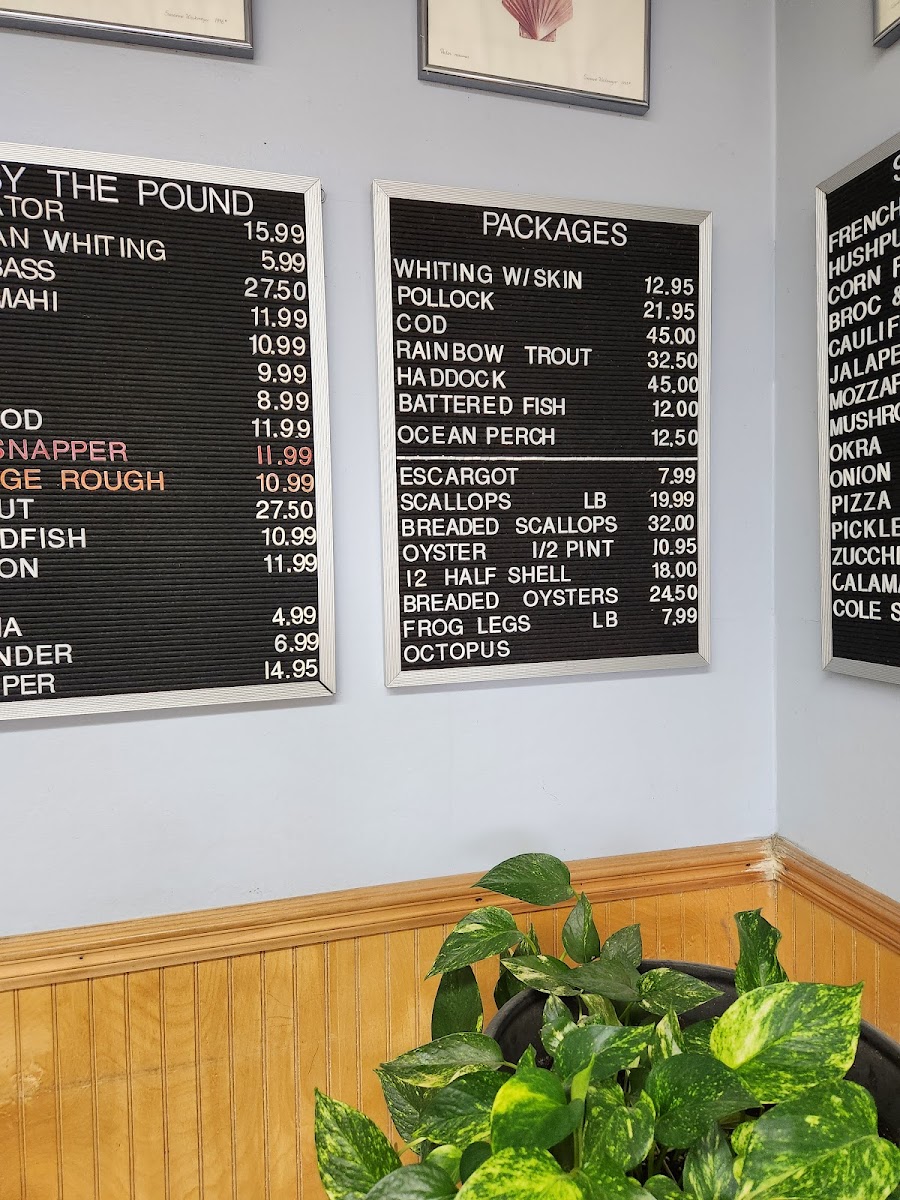 BY THE POUND
ATOR 15.99
AN WHITING 5.99
BASS 27.50
MAHI 11.99
10.99
9.99
8.99
OD 11.99
SNAPPER 11.99
GE ROUGH 10.99
UT 27.50
DFISH 10.99
ON 11.99
NA 4.99
NDER 6.99
PER 14.95
PACKAGES
WHITING W/SKIN 12.95
POLLOCK 21.95
COD 45.00
RAINBOW TROUT 32.50
HADDOCK 45.00
BATTERED FISH 12.00
OCEAN PERCH 12.50
ESCARGOT 7.99
SCALLOPS LB 19.99
BREADED SCALLOPS 32.00
OYSTER 1/2 PINT 10.95
12 HALF SHELL 18.00
BREADED OYSTERS 24.50
FROG LEGS LB 7.99
OCTOPUS
S
FRENCH
HUSHPU
CORN F
BROC &
CAULIF
JALAPE
MOZZAR
MUSHRO
OKRA
ONION
PIZZA
PICKLE
ZUCCHI
CALAMA
COLE S